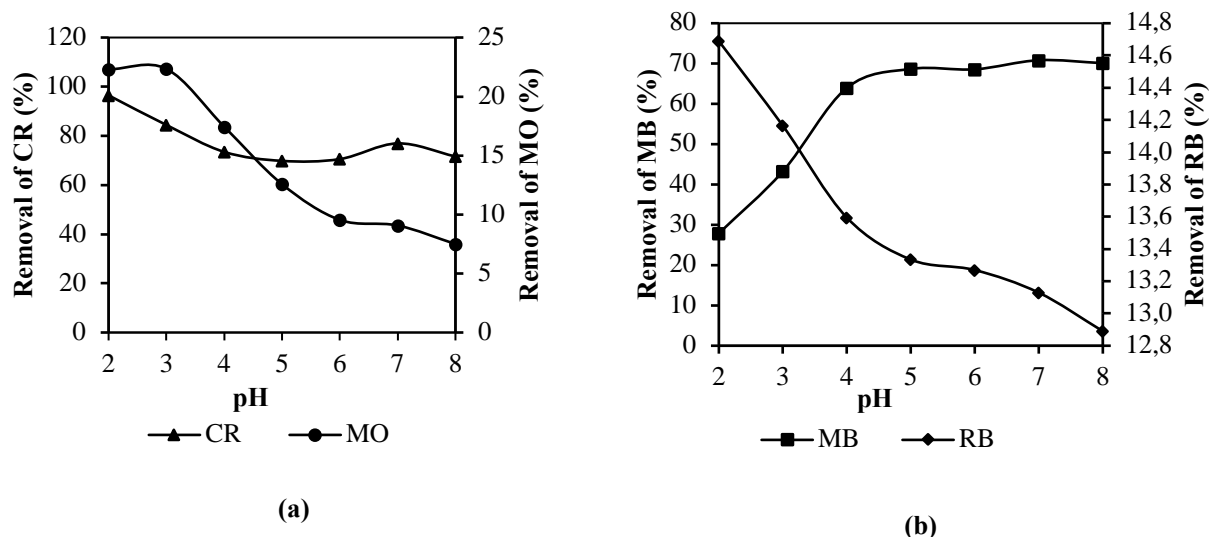 Removal of CR (%)
120
100
80
60
40
20
0
2 3 4 5 6 7 8
pH
25
20
15
10
5
0
Removal of MO (%)
CR MO
(a)
Removal of MB (%)
80
70
60
50
40
30
20
10
0
2 3 4 5 6 7 8
pH
14,8
14,6
14,4
14,2
14,0
13,8
13,6
13,4
13,2
13,0
12,8
Removal of RB (%)
MB RB
(b)